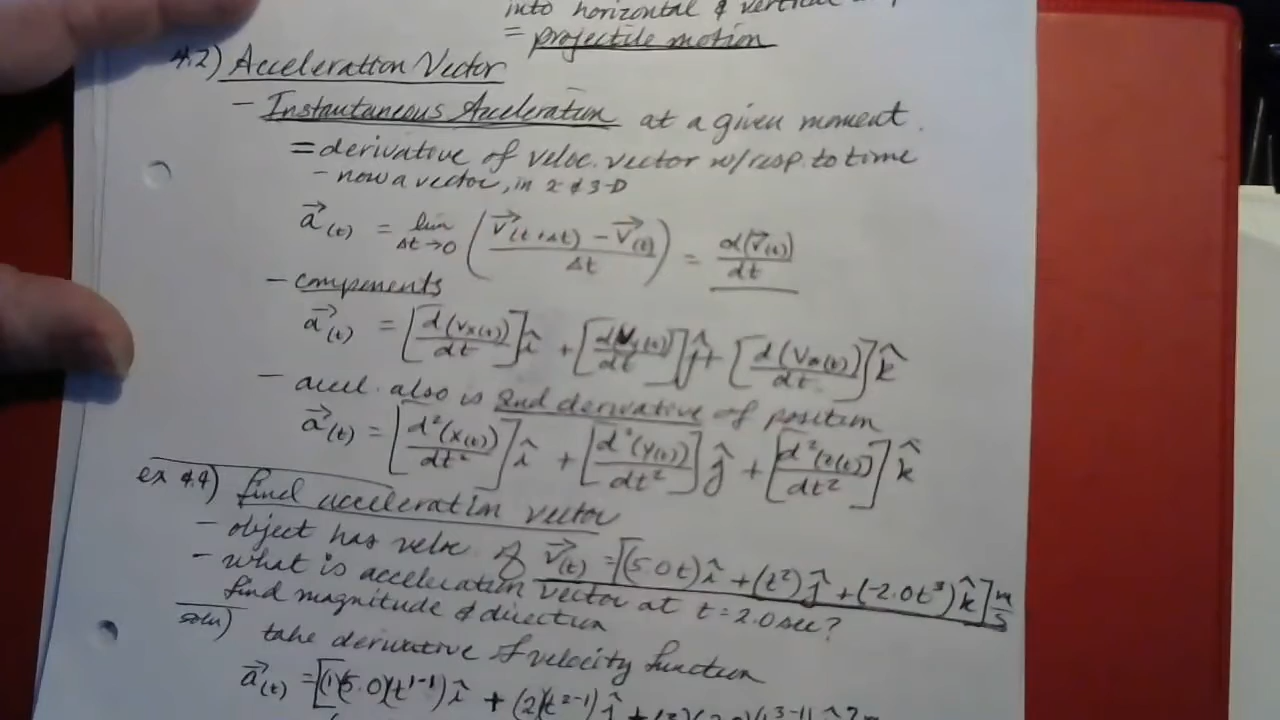 into horizontal & vertical
= projectile motion
4.2) Acceleration Vector
- Instantaneous Acceleration at a given moment.
= derivative of veloc. vector w/resp. to time
- now a vector, in 2 & 3-D
a⃗(t) = lim Δt→0 (V⃗(t+Δt) - V⃗(t) / Δt) = d(V⃗(t)) / dt
- components
a⃗(t) = [d(Vx(t))/dt] î + [d(Vy(t))/dt] ĵ + [d(Vz(t))/dt] k̂
- accel. also is 2nd derivative of position
a⃗(t) = [d²(x(t))/dt²] î + [d²(y(t))/dt²] ĵ + [d²(z(t))/dt²] k̂
ex 4.4) find acceleration vector
- object has veloc. of V⃗(t) = [(5.0t) î + (t²) ĵ + (-2.0t³) k̂] m/s
- what is acceleration vector at t = 2.0 sec?
find magnitude & direction
soln) take derivative of velocity function
a⃗(t) = [(1)(5.0)(t¹⁻¹) î + (2)(t²⁻¹) ĵ +